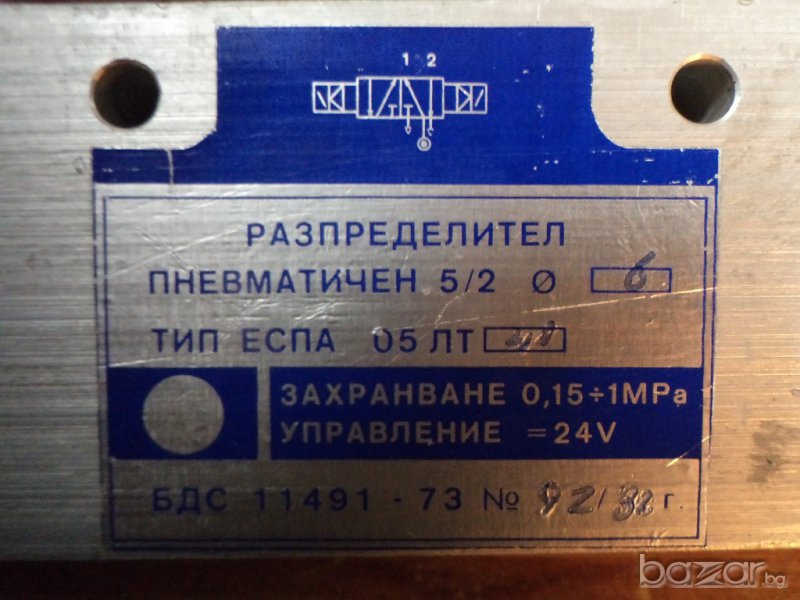 1 2
РАЗПРЕДЕЛИТЕЛ
ПНЕВМАТИЧЕН 5/2 Ø 6
ТИП ЕСПА 05 ЛТ
ЗАХРАНВАНЕ 0,15÷1MPa
УПРАВЛЕНИЕ =24V
БДС 11491-73 № 92/ г.
bazar.bg